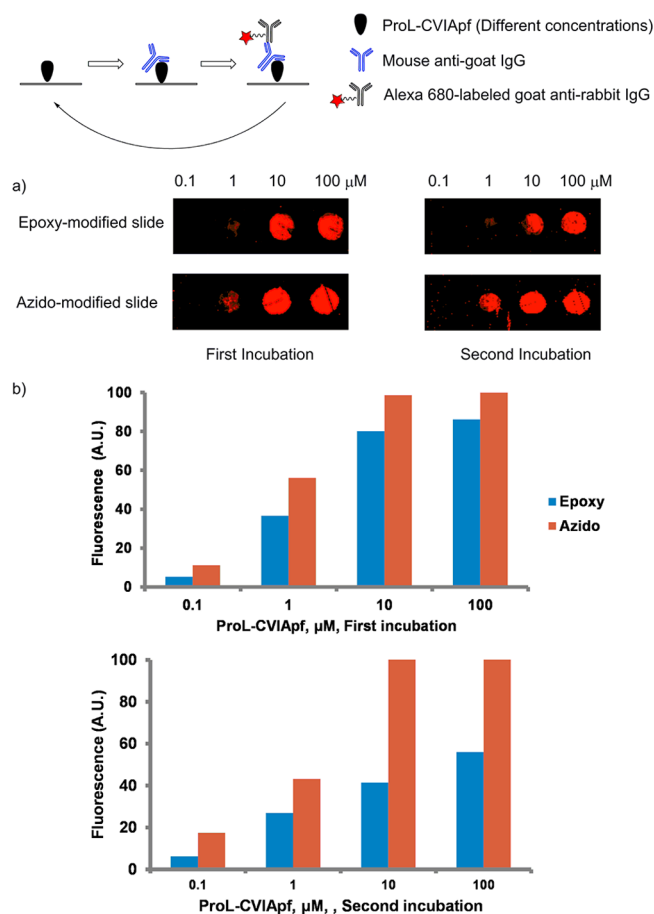 ProL-CVIApf (Different concentrations)
Mouse anti-goat IgG
Alexa 680-labeled goat anti-rabbit IgG
a)
0.1 1 10 100 µM
0.1 1 10 100 µM
Epoxy-modified slide
Azido-modified slide
First Incubation
Second Incubation
b)
100
80
60
40
20
0
Fluorescence (A.U.)
0.1 1 10 100
ProL-CVIApf, µM, First incubation
Epoxy
Azido
100
80
60
40
20
0
Fluorescence (A.U.)
0.1 1 10 100
ProL-CVIApf, µM, , Second incubation